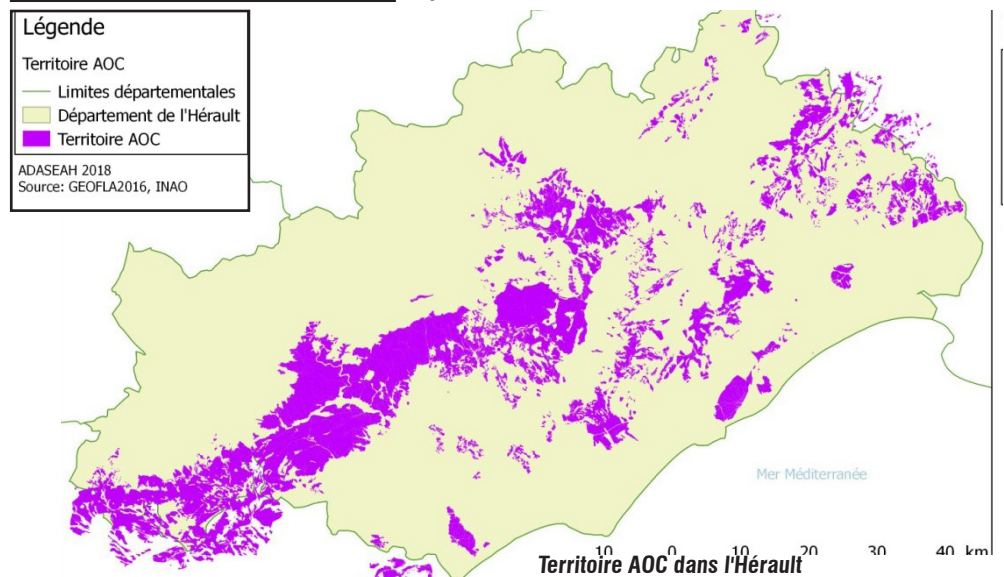 Légende
Territoire AOC
Limites départementales
Département de l'Hérault
Territoire AOC
ADASEAH 2018
Source: GEOFLA2016, INAO
Mer Méditerranée
10 0 10 20 30 40 km
Territoire AOC dans l'Hérault